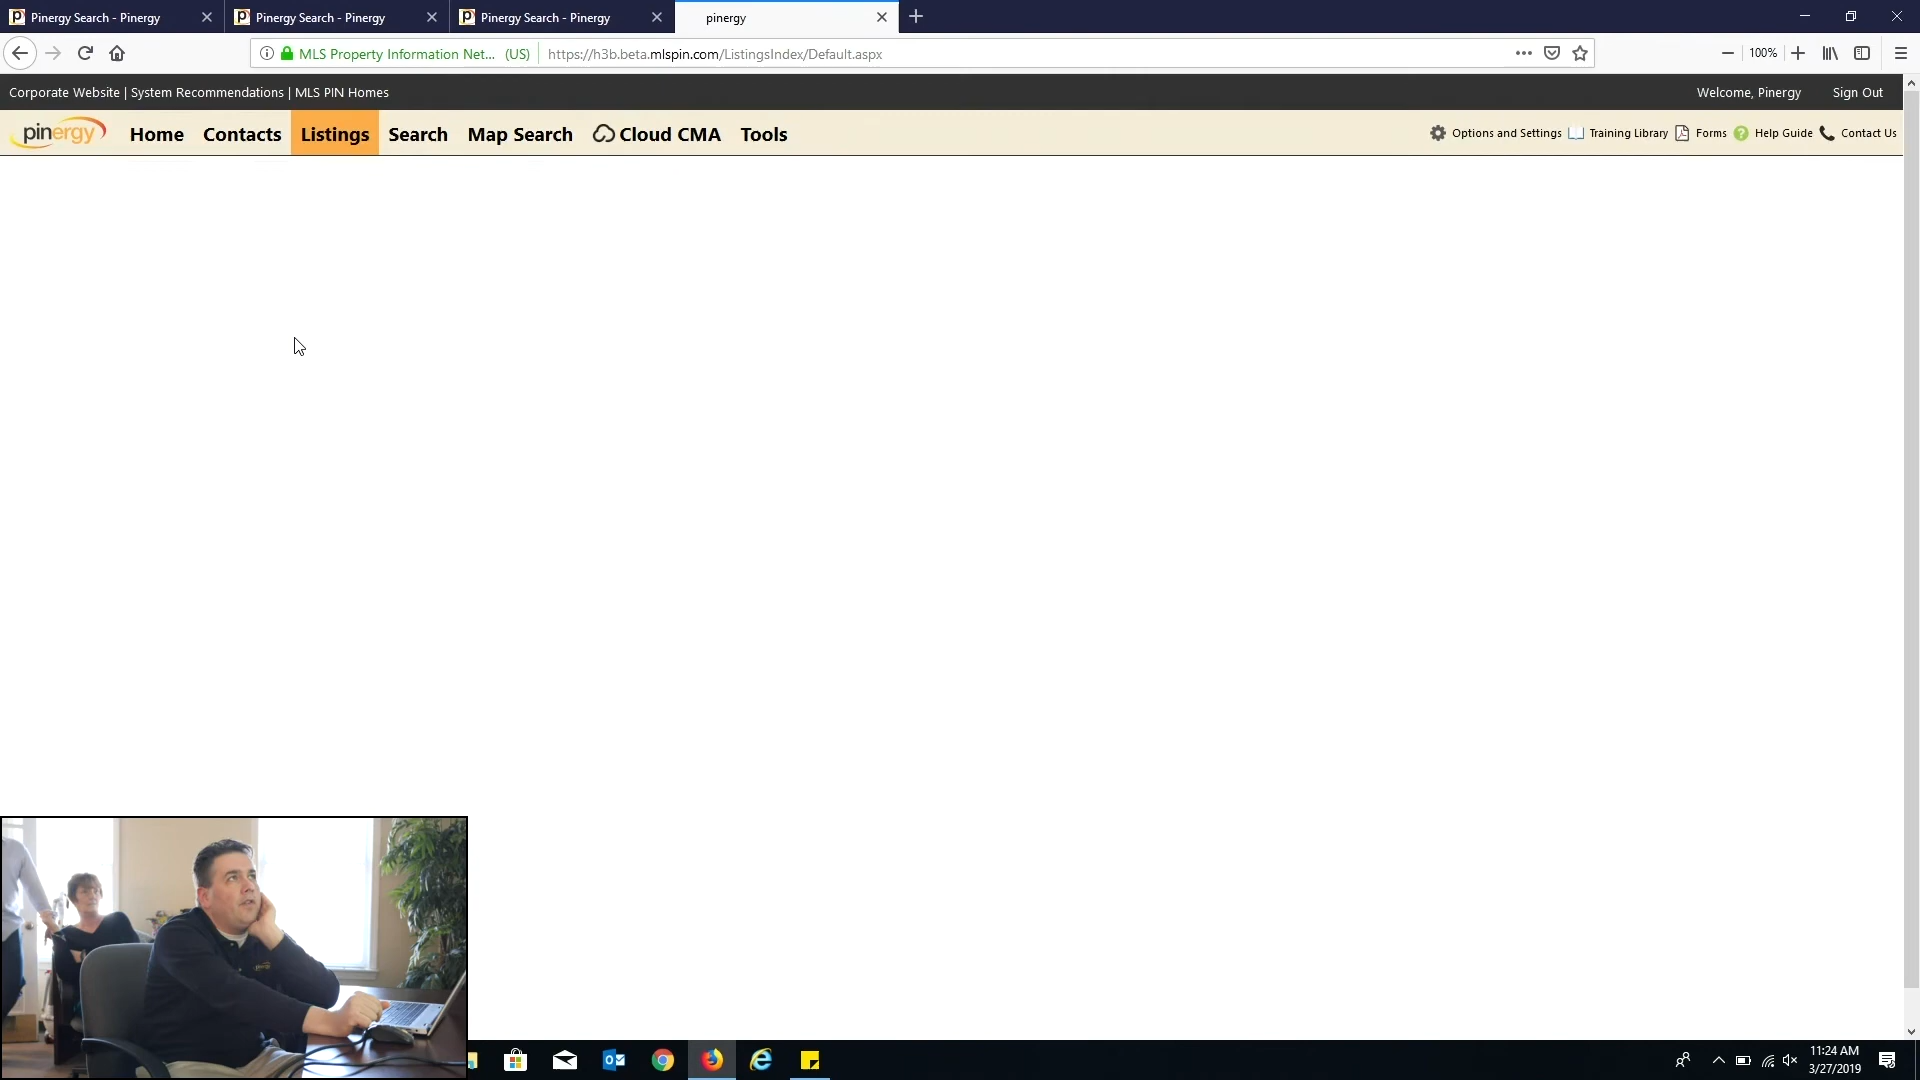 Pinergy Search - Pinergy
Pinergy Search - Pinergy
Pinergy Search - Pinergy
pinergy
MLS Property Information Net... (US)
https://h3b.beta.mlspin.com/ListingsIndex/Default.aspx
100%
Corporate Website | System Recommendations | MLS PIN Homes
Welcome, Pinergy
Sign Out
pinergy
Home
Contacts
Listings
Search
Map Search
Cloud CMA
Tools
Options and Settings
Training Library
Forms
Help Guide
Contact Us
11:24 AM
3/27/2019